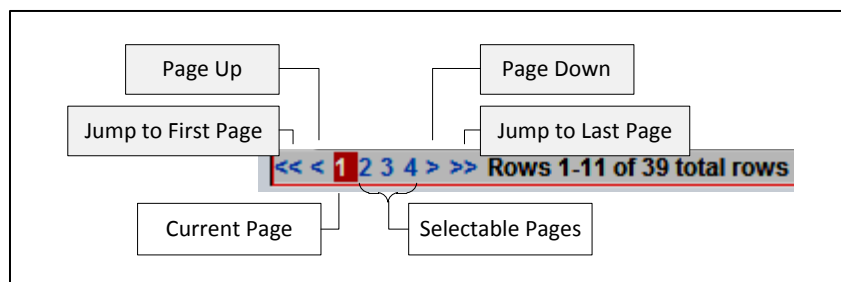 Page Up
Page Down
Jump to First Page
Jump to Last Page
<< < 1 2 3 4 > >> Rows 1-11 of 39 total rows
Current Page
Selectable Pages